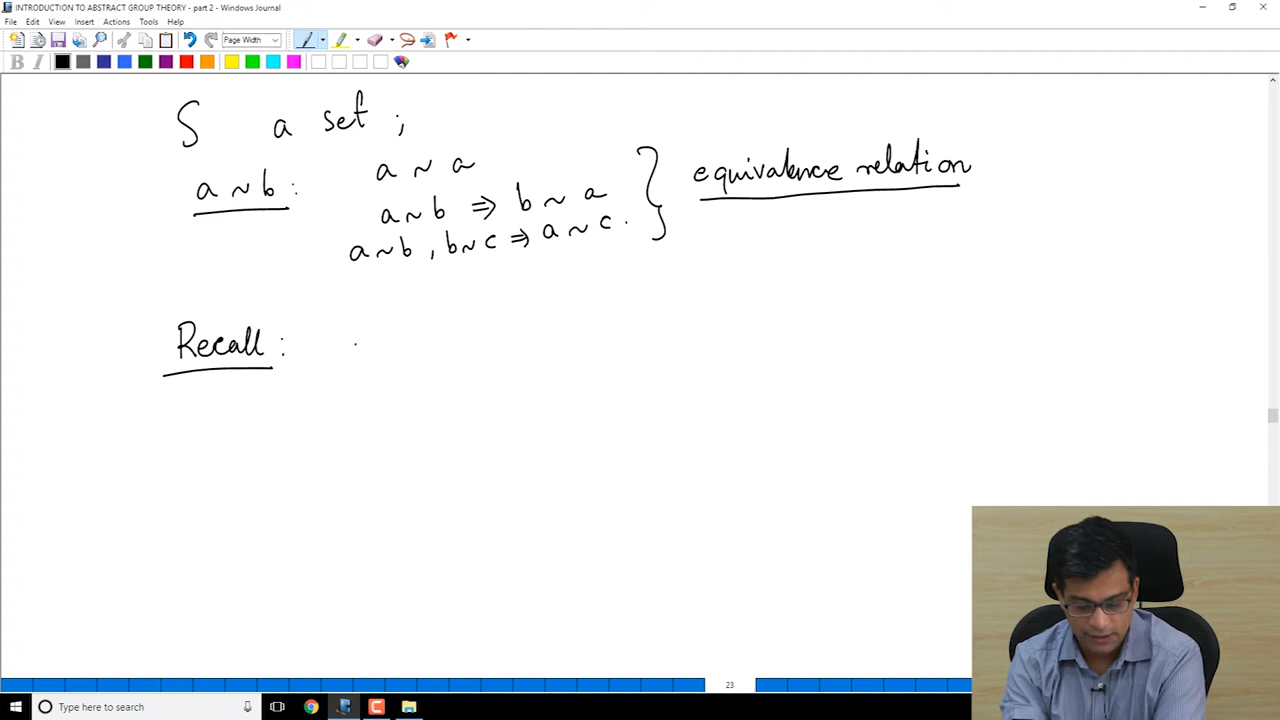 INTRODUCTION TO ABSTRACT GROUP THEORY - part 2 - Windows Journal
File Edit View Insert Actions Tools Help
Page Width
B I
S a set ;
a ~ b : a ~ a
a ~ b ⇒ b ~ a
a ~ b , b ~ c ⇒ a ~ c .
} equivalence relation
Recall :
23
Type here to search